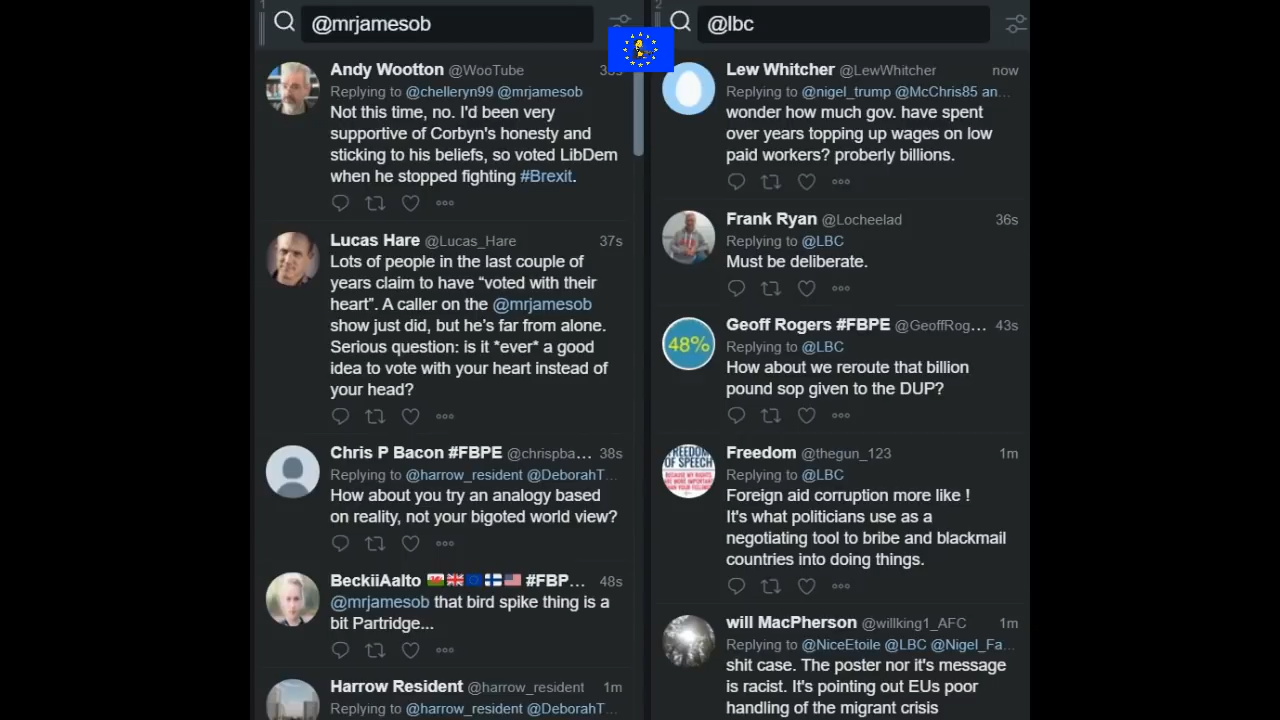 1
@mrjamesob
Andy Wootton @WooTube
Replying to @chelleryn99 @mrjamesob
Not this time, no. I'd been very
supportive of Corbyn's honesty and
sticking to his beliefs, so voted LibDem
when he stopped fighting #Brexit.
Lucas Hare @Lucas_Hare 37s
Lots of people in the last couple of
years claim to have “voted with their
heart”. A caller on the @mrjamesob
show just did, but he’s far from alone.
Serious question: is it *ever* a good
idea to vote with your heart instead of
your head?
Chris P Bacon #FBPE @chrispba... 38s
Replying to @harrow_resident @DeborahT...
How about you try an analogy based
on reality, not your bigoted world view?
BeckiiAalto 🏴󠁧󠁢󠁷󠁬󠁳󠁿🇬🇧🇪🇺🇫🇮🇺🇸 #FBP... 48s
@mrjamesob that bird spike thing is a
bit Partridge...
Harrow Resident @harrow_resident 1m
Replying to @harrow_resident @DeborahT...
2
@lbc
Lew Whitcher @LewWhitcher now
Replying to @nigel_trump @McChris85 an...
wonder how much gov. have spent
over years topping up wages on low
paid workers? proberly billions.
Frank Ryan @Locheelad 36s
Replying to @LBC
Must be deliberate.
48%
Geoff Rogers #FBPE @GeoffRog... 43s
Replying to @LBC
How about we reroute that billion
pound sop given to the DUP?
FREEDOM
OF SPEECH
Freedom @thegun_123 1m
Replying to @LBC
Foreign aid corruption more like !
It's what politicians use as a
negotiating tool to bribe and blackmail
countries into doing things.
will MacPherson @willking1_AFC 1m
Replying to @NiceEtoile @LBC @Nigel_Fa...
shit case. The poster nor it's message
is racist. It's pointing out EUs poor
handling of the migrant crisis